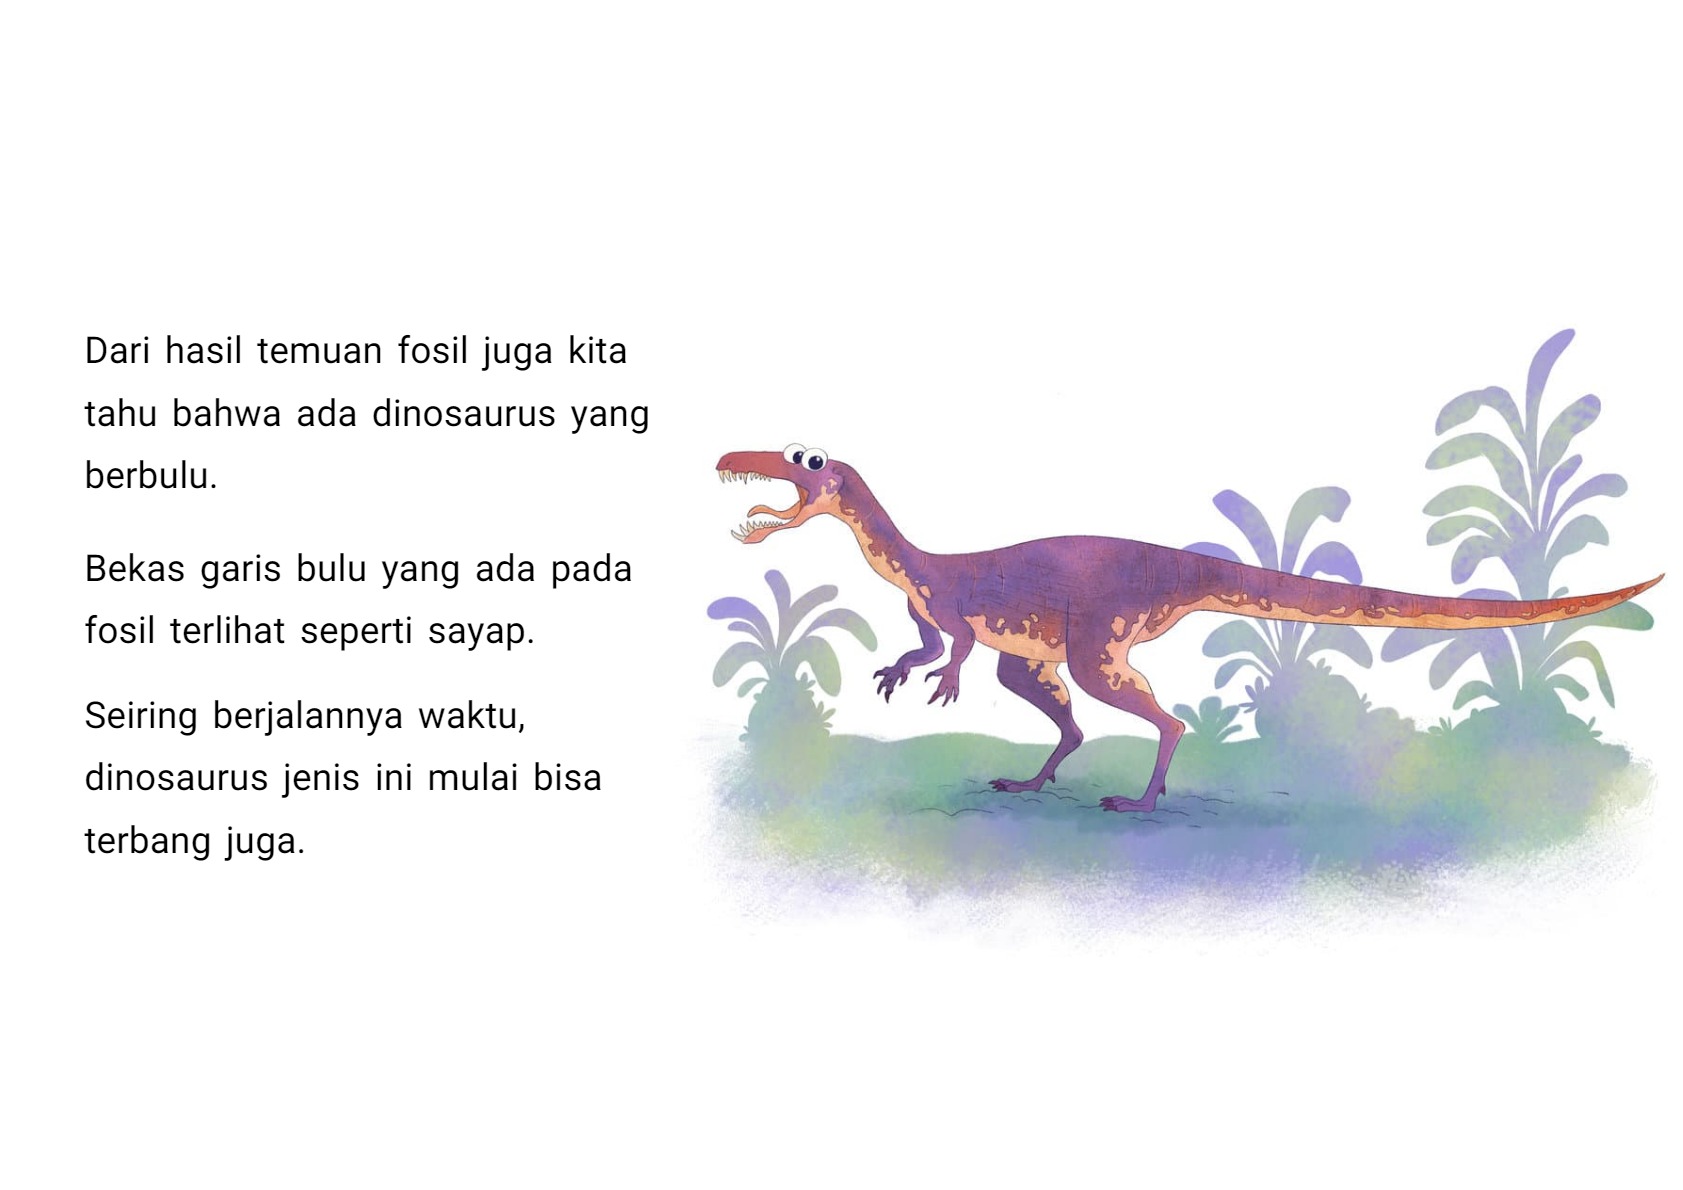 Dari hasil temuan fosil juga kita
tahu bahwa ada dinosaurus yang
berbulu.
Bekas garis bulu yang ada pada
fosil terlihat seperti sayap.
Seiring berjalannya waktu,
dinosaurus jenis ini mulai bisa
terbang juga.